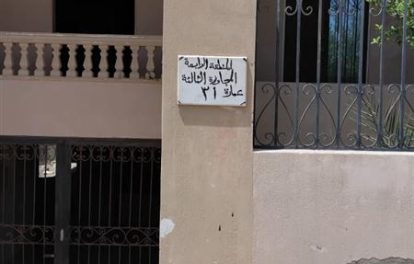 المنطقة الرابعة
المجاورة الثالثة
عمارة ٣١